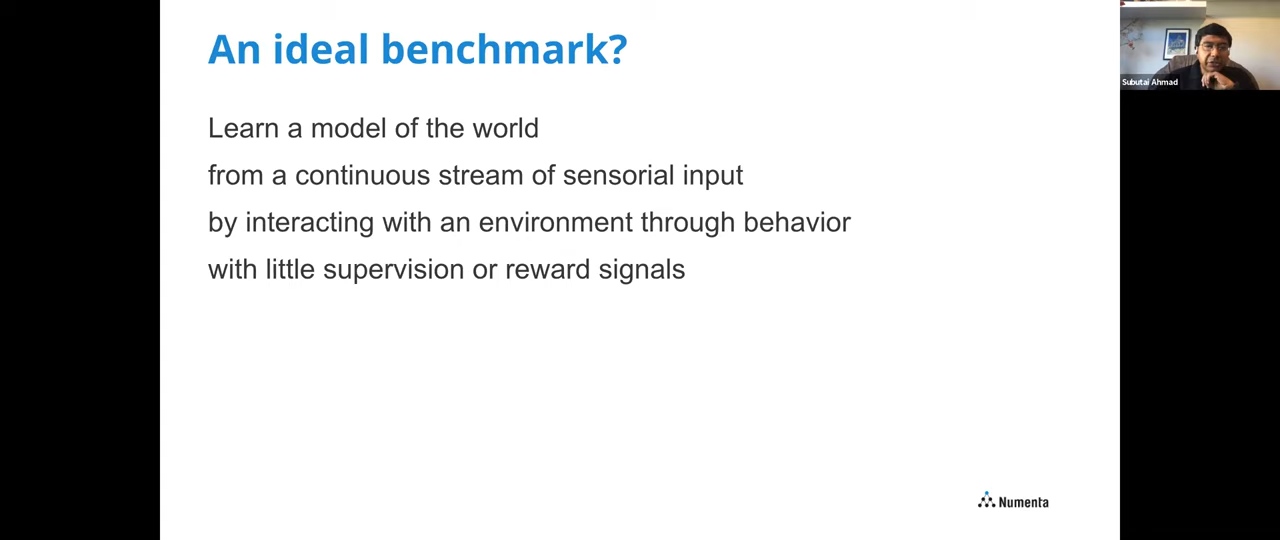 An ideal benchmark?
Learn a model of the world
from a continuous stream of sensorial input
by interacting with an environment through behavior
with little supervision or reward signals
Subutai Ahmad
Numenta